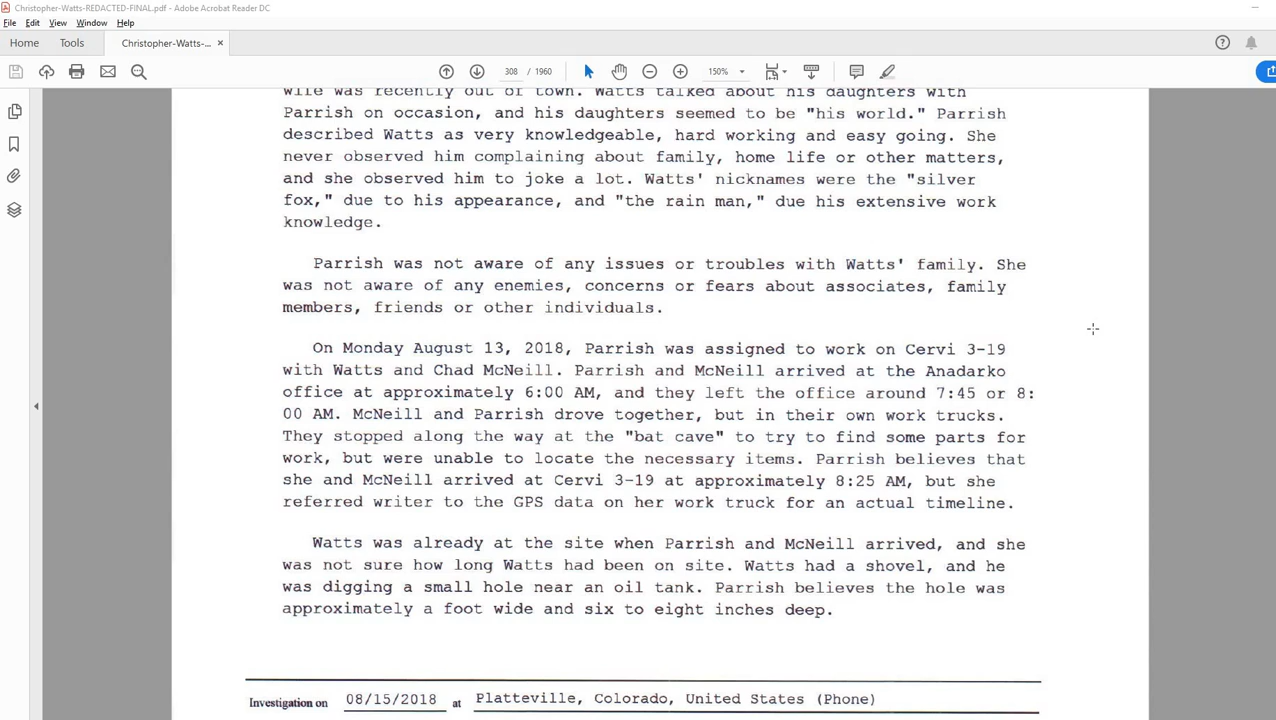 Christopher-Watts-REDACTED-FINAL.pdf - Adobe Acrobat Reader DC
File Edit View Window Help
Home Tools Christopher-Watts-... ×
308 / 1960 150%
wife was recently out of town. Watts talked about his daughters with
Parrish on occasion, and his daughters seemed to be "his world." Parrish
described Watts as very knowledgeable, hard working and easy going. She
never observed him complaining about family, home life or other matters,
and she observed him to joke a lot. Watts' nicknames were the "silver
fox," due to his appearance, and "the rain man," due his extensive work
knowledge.
Parrish was not aware of any issues or troubles with Watts' family. She
was not aware of any enemies, concerns or fears about associates, family
members, friends or other individuals.
On Monday August 13, 2018, Parrish was assigned to work on Cervi 3-19
with Watts and Chad McNeill. Parrish and McNeill arrived at the Anadarko
office at approximately 6:00 AM, and they left the office around 7:45 or 8:
00 AM. McNeill and Parrish drove together, but in their own work trucks.
They stopped along the way at the "bat cave" to try to find some parts for
work, but were unable to locate the necessary items. Parrish believes that
she and McNeill arrived at Cervi 3-19 at approximately 8:25 AM, but she
referred writer to the GPS data on her work truck for an actual timeline.
Watts was already at the site when Parrish and McNeill arrived, and she
was not sure how long Watts had been on site. Watts had a shovel, and he
was digging a small hole near an oil tank. Parrish believes the hole was
approximately a foot wide and six to eight inches deep.
Investigation on 08/15/2018 at Platteville, Colorado, United States (Phone)